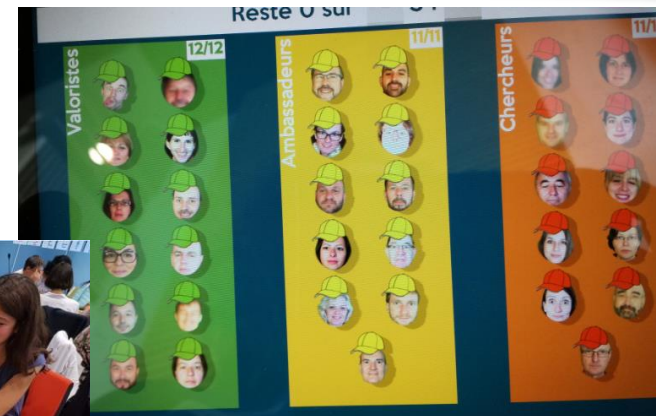 Reste 0 sur
Valoristes
12/12
Ambassadeurs
11/11
Chercheurs